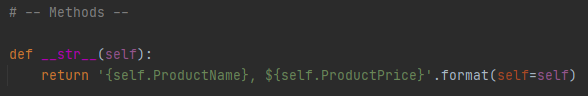 # -- Methods --
def __str__(self):
    return '{self.ProductName}, ${self.ProductPrice}'.format(self=self)